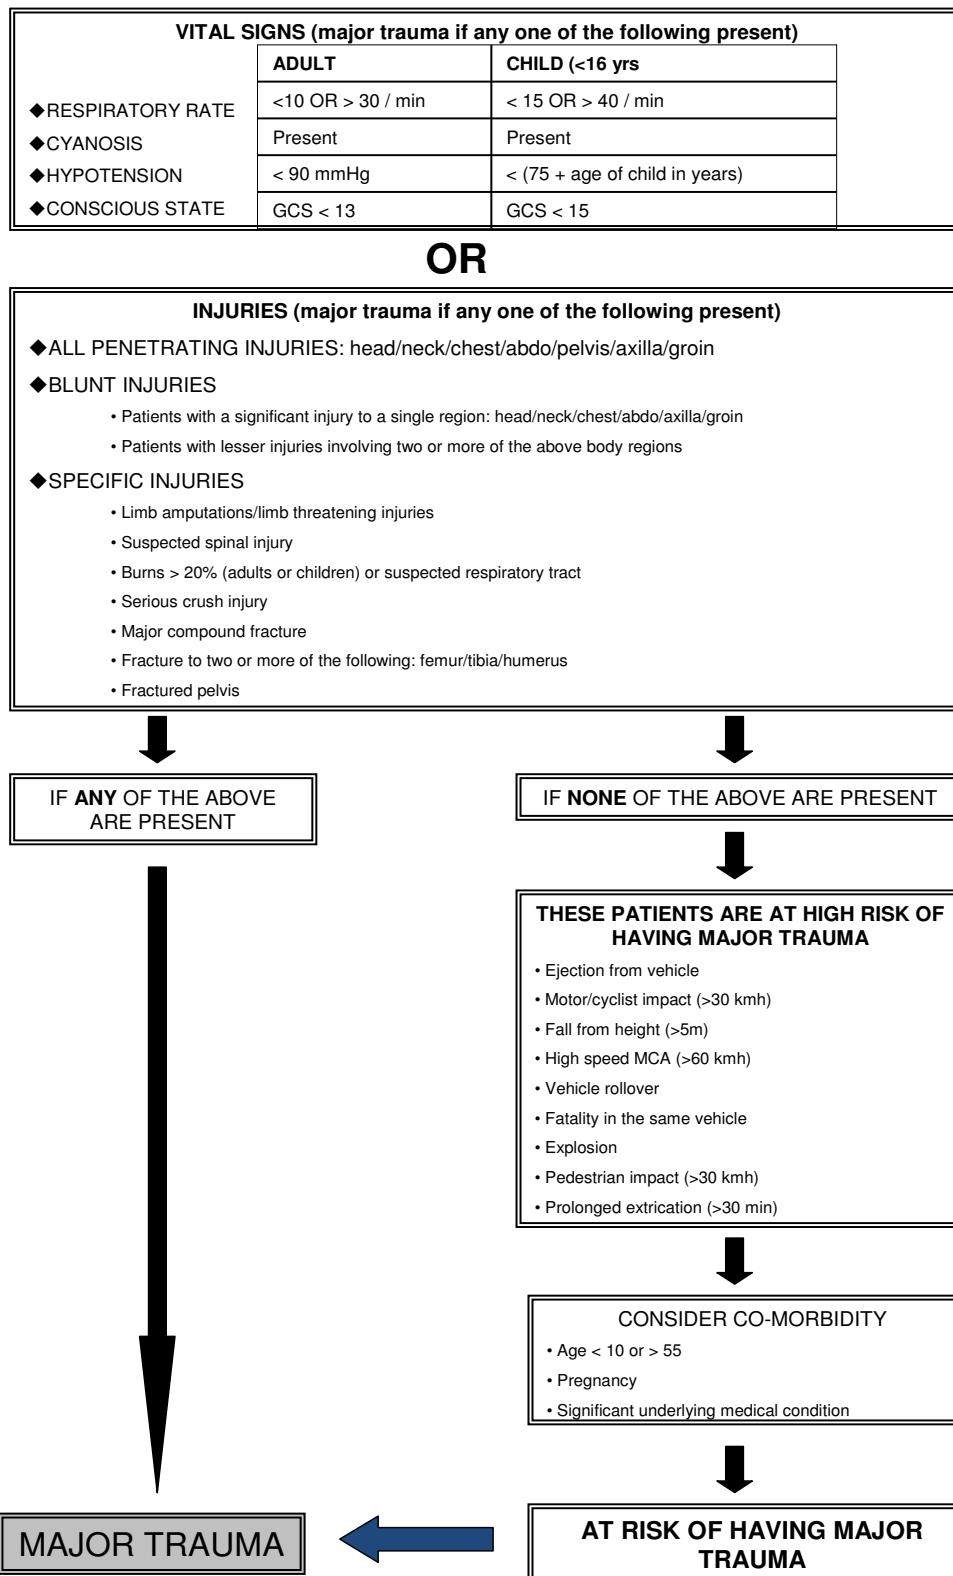 VITAL SIGNS (major trauma if any one of the following present)
ADULT CHILD (<16 yrs
◆RESPIRATORY RATE <10 OR > 30 / min < 15 OR > 40 / min
◆CYANOSIS Present Present
◆HYPOTENSION < 90 mmHg < (75 + age of child in years)
◆CONSCIOUS STATE GCS < 13 GCS < 15
OR
INJURIES (major trauma if any one of the following present)
◆ALL PENETRATING INJURIES: head/neck/chest/abdo/pelvis/axilla/groin
◆BLUNT INJURIES
• Patients with a significant injury to a single region: head/neck/chest/abdo/axilla/groin
• Patients with lesser injuries involving two or more of the above body regions
◆SPECIFIC INJURIES
• Limb amputations/limb threatening injuries
• Suspected spinal injury
• Burns > 20% (adults or children) or suspected respiratory tract
• Serious crush injury
• Major compound fracture
• Fracture to two or more of the following: femur/tibia/humerus
• Fractured pelvis
IF ANY OF THE ABOVE
ARE PRESENT
IF NONE OF THE ABOVE ARE PRESENT
THESE PATIENTS ARE AT HIGH RISK OF
HAVING MAJOR TRAUMA
• Ejection from vehicle
• Motor/cyclist impact (>30 kmh)
• Fall from height (>5m)
• High speed MCA (>60 kmh)
• Vehicle rollover
• Fatality in the same vehicle
• Explosion
• Pedestrian impact (>30 kmh)
• Prolonged extrication (>30 min)
CONSIDER CO-MORBIDITY
• Age < 10 or > 55
• Pregnancy
• Significant underlying medical condition
MAJOR TRAUMA
AT RISK OF HAVING MAJOR
TRAUMA